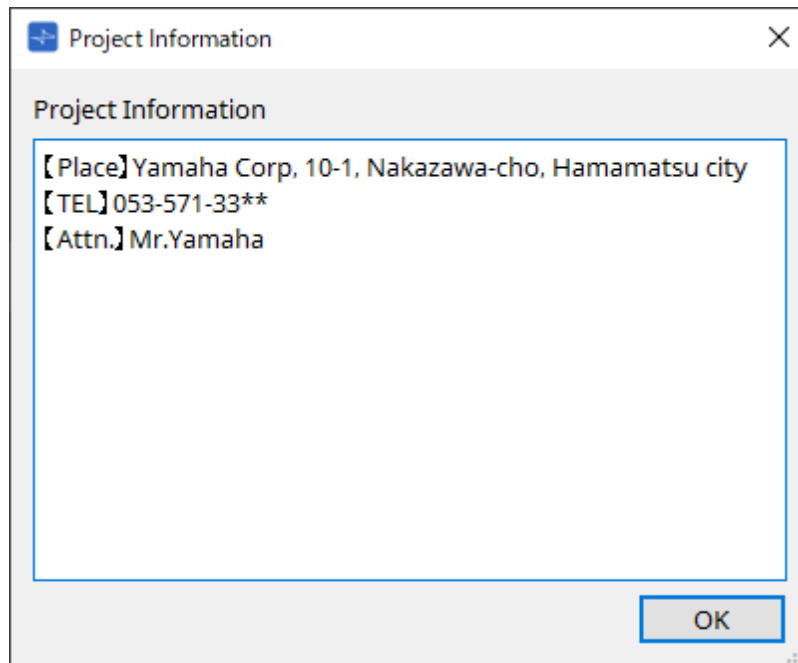 Project Information
Project Information
【Place】Yamaha Corp, 10-1, Nakazawa-cho, Hamamatsu city
【TEL】053-571-33**
【Attn.】Mr.Yamaha
OK